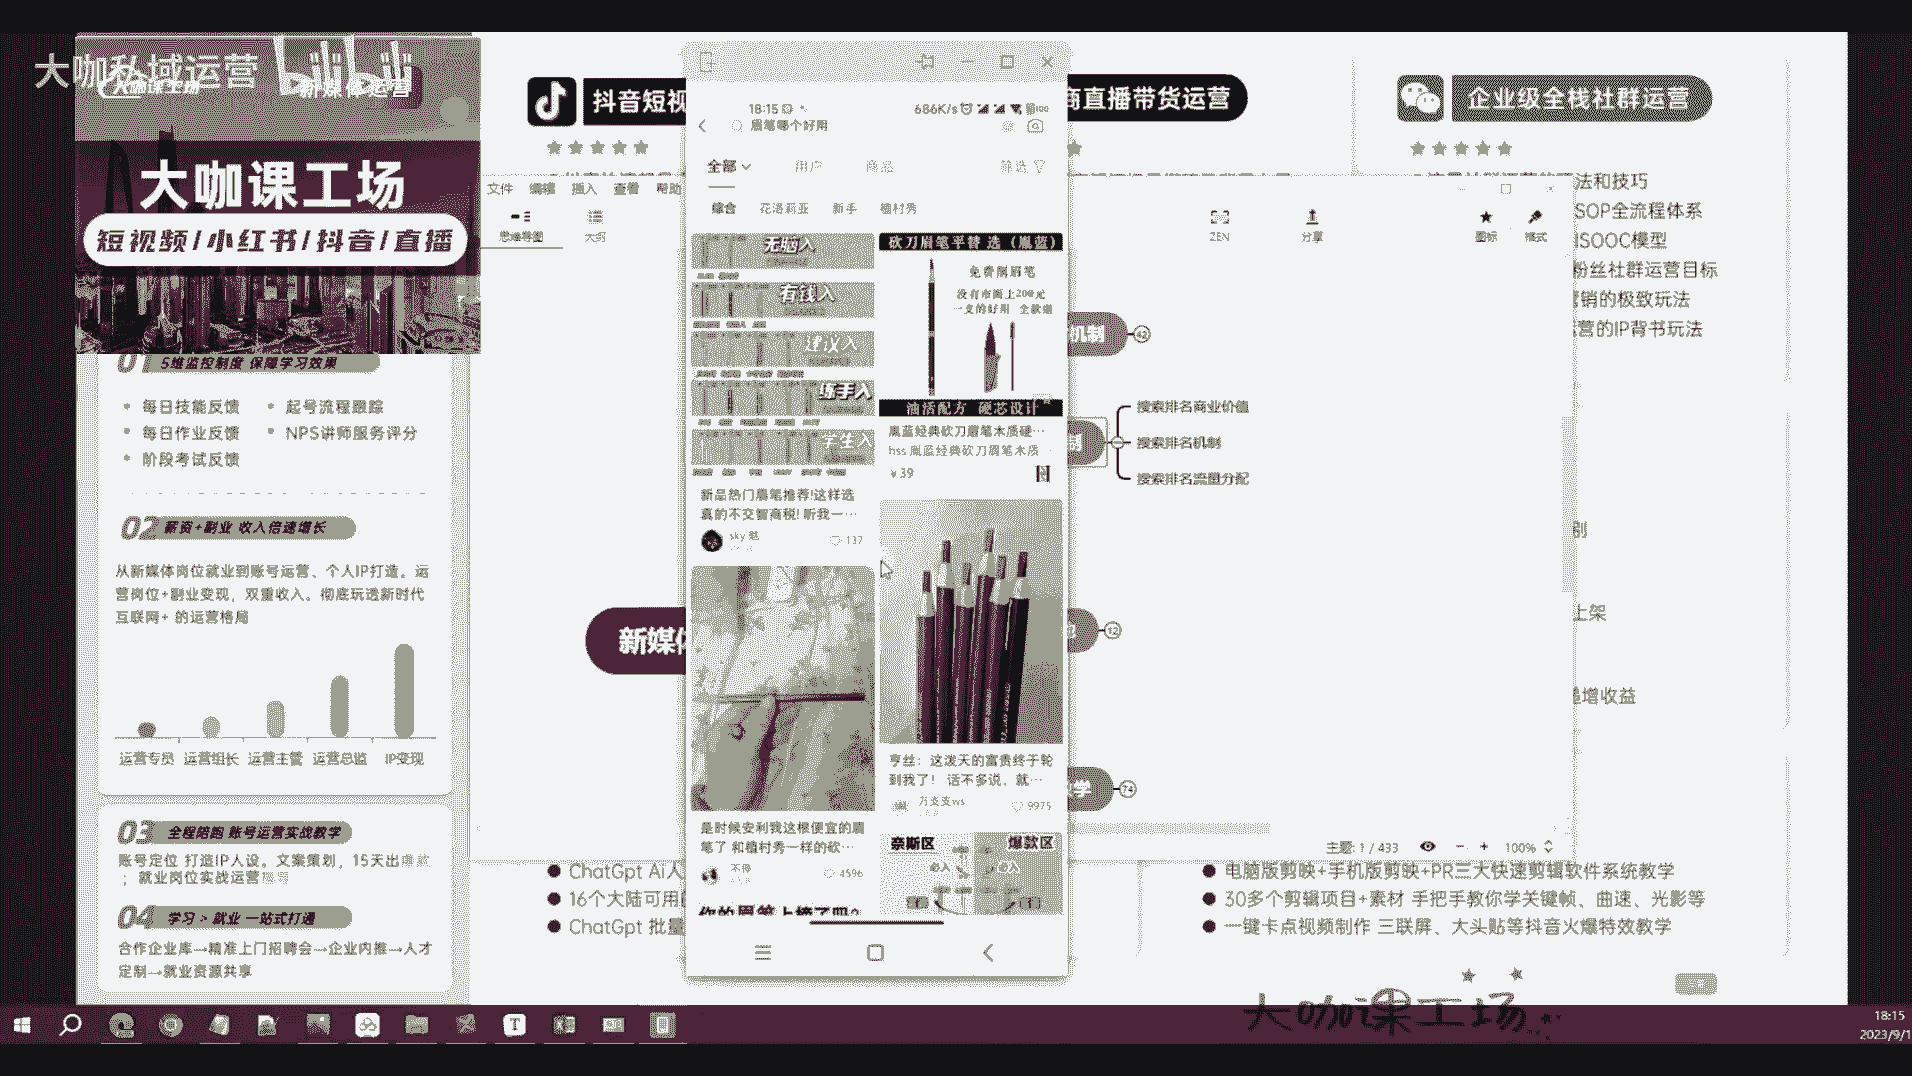 大咖私域运营
bilibili
大咖课工场
新媒体运营
大咖课工场
短视频/小红书/抖音/直播
01 5维监控制度 保障学习效果
每日技能反馈
起号流程跟踪
每日作业反馈
NPS讲师服务评分
阶段考试反馈
02 薪资+副业 收入倍速增长
从新媒体岗位就业到账号运营、个人IP打造。运
营岗位+副业变现，双重收入。彻底玩透新时代
互联网+ 的运营格局
运营专员 运营组长 运营主管 运营总监 IP变现
03 全程陪跑 账号运营实战教学
账号定位 打造IP人设。文案策划，15天出爆款
；就业岗位实战运营
04 学习 > 就业 一站式打通
合作企业库→精准上门招聘会→企业内推→人才
定制→就业资源共享
抖音短视
商直播带货运营
企业级全栈社群运营
文件 编辑 插入 查看 帮助
思维导图
大纲
ZEN
分享
图标
格式
法和技巧
SOP全流程体系
ISOOC模型
粉丝社群运营目标
营销的极致玩法
运营的IP背书玩法
18:15
686K/s
100
眉笔哪个好用
全部
用户
商品
筛选
综合
花洛莉亚
新手
植村秀
无脑入
有钱入
建议入
练手入
学生入
新品热门眉笔推荐!这样选
真的不交智商税! 听我一…
sky 魅
137
砍刀眉笔平替 选（胤蓝）
免费削眉笔
没有市面上200元
一支的好用 全款赠
油活配方 硬芯设计
胤蓝经典砍刀眉笔木质硬…
hss 胤蓝经典砍刀眉笔木质
¥39
是时候安利我这根便宜的眉
笔了 和植村秀一样的砍…
不得
4596
亨丝：这泼天的富贵终于轮
到我了！ 话不多说，就…
万支支ws
9975
你的眉笔上榜了吗?
奈斯区
爆款区
必入
必入
机制
42
制
搜索排名商业价值
搜索排名机制
搜索排名流量分配
新媒体
12
学
74
上架
递增收益
主题: 1 / 433
100%
ChatGpt Ai人
16个大陆可用
ChatGpt 批量
电脑版剪映+手机版剪映+PR三大快速剪辑软件系统教学
30多个剪辑项目+素材 手把手教你学关键帧、曲速、光影等
一键卡点视频制作 三联屏、大头贴等抖音火爆特效教学
大咖课工场
18:15
2023/9/1